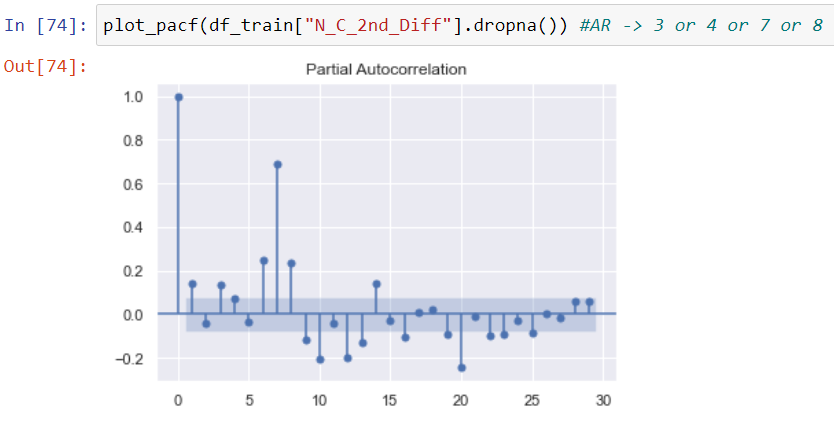 In [74]: plot_pacf(df_train["N_C_2nd_Diff"].dropna()) #AR -> 3 or 4 or 7 or 8
Out[74]:
Partial Autocorrelation
1.0
0.8
0.6
0.4
0.2
0.0
−0.2
0 5 10 15 20 25 30